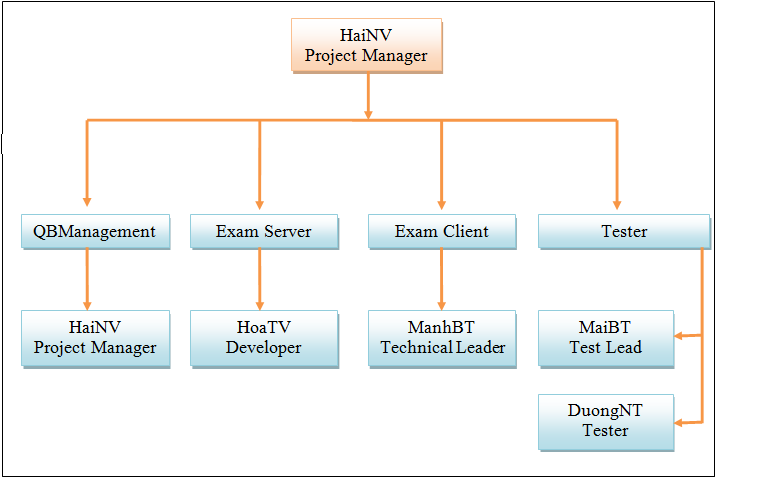 HaiNV
Project Manager
QBManagement
Exam Server
Exam Client
Tester
HaiNV
Project Manager
HoaTV
Developer
ManhBT
Technical Leader
MaiBT
Test Lead
DuongNT
Tester